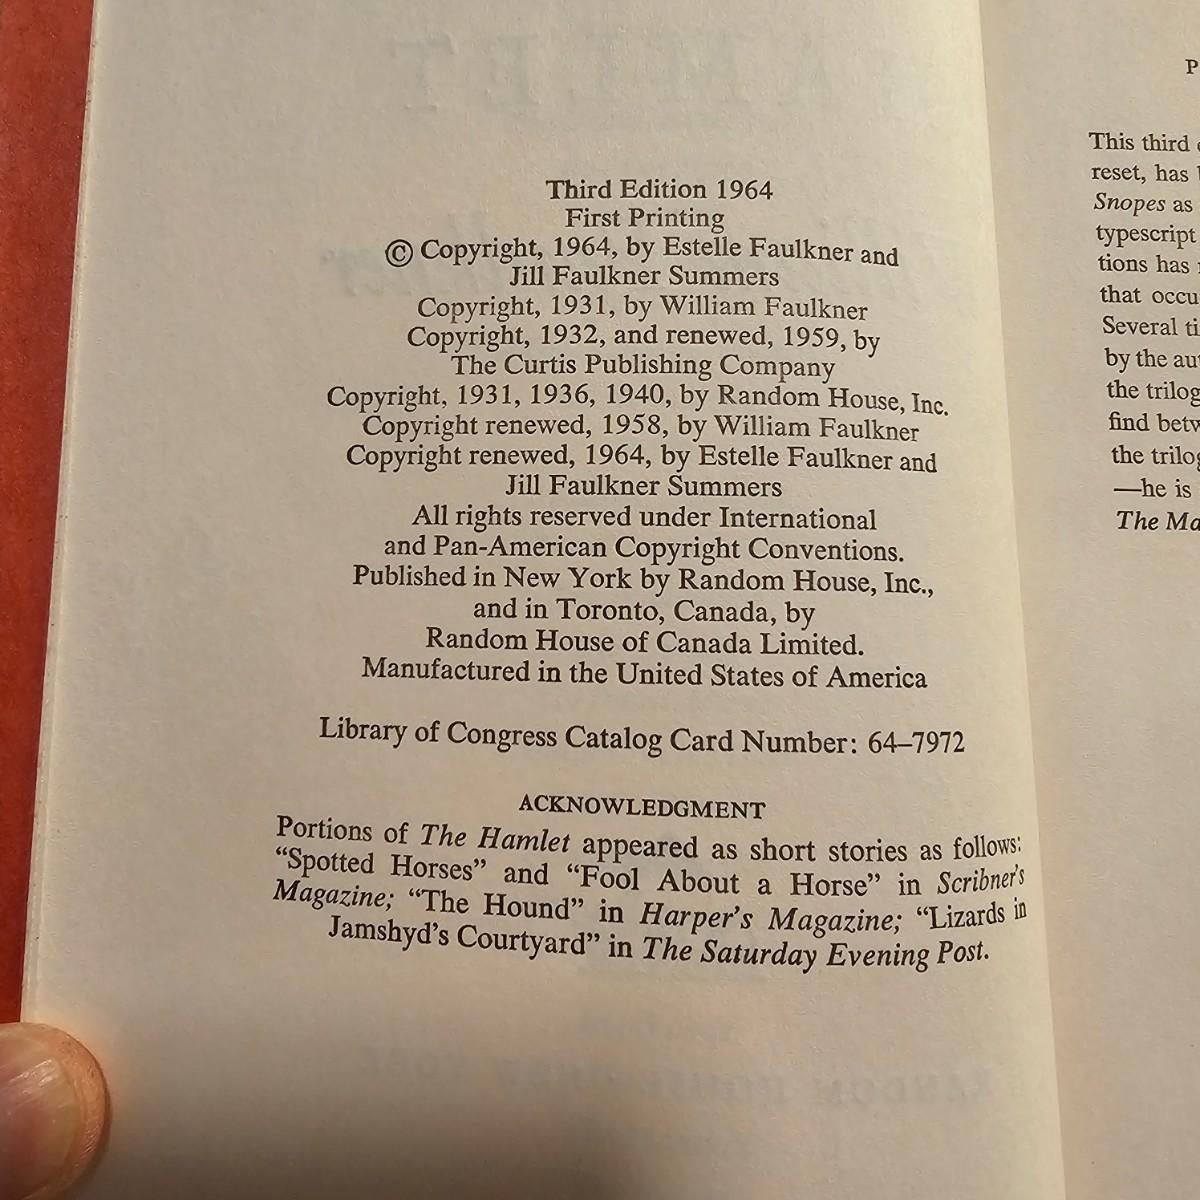 Third Edition 1964
First Printing
© Copyright, 1964, by Estelle Faulkner and
Jill Faulkner Summers
Copyright, 1931, by William Faulkner
Copyright, 1932, and renewed, 1959, by
The Curtis Publishing Company
Copyright, 1931, 1936, 1940, by Random House, Inc.
Copyright renewed, 1958, by William Faulkner
Copyright renewed, 1964, by Estelle Faulkner and
Jill Faulkner Summers
All rights reserved under International
and Pan-American Copyright Conventions.
Published in New York by Random House, Inc.,
and in Toronto, Canada, by
Random House of Canada Limited.
Manufactured in the United States of America
Library of Congress Catalog Card Number: 64–7972
ACKNOWLEDGMENT
Portions of The Hamlet appeared as short stories as follows:
“Spotted Horses” and “Fool About a Horse” in Scribner's
Magazine; “The Hound” in Harper's Magazine; “Lizards in
Jamshyd's Courtyard” in The Saturday Evening Post.
P
This third
reset, has
Snopes as
typescript
tions has
that occu
Several ti
by the au
the trilog
find betw
the trilog
—he is
The Ma